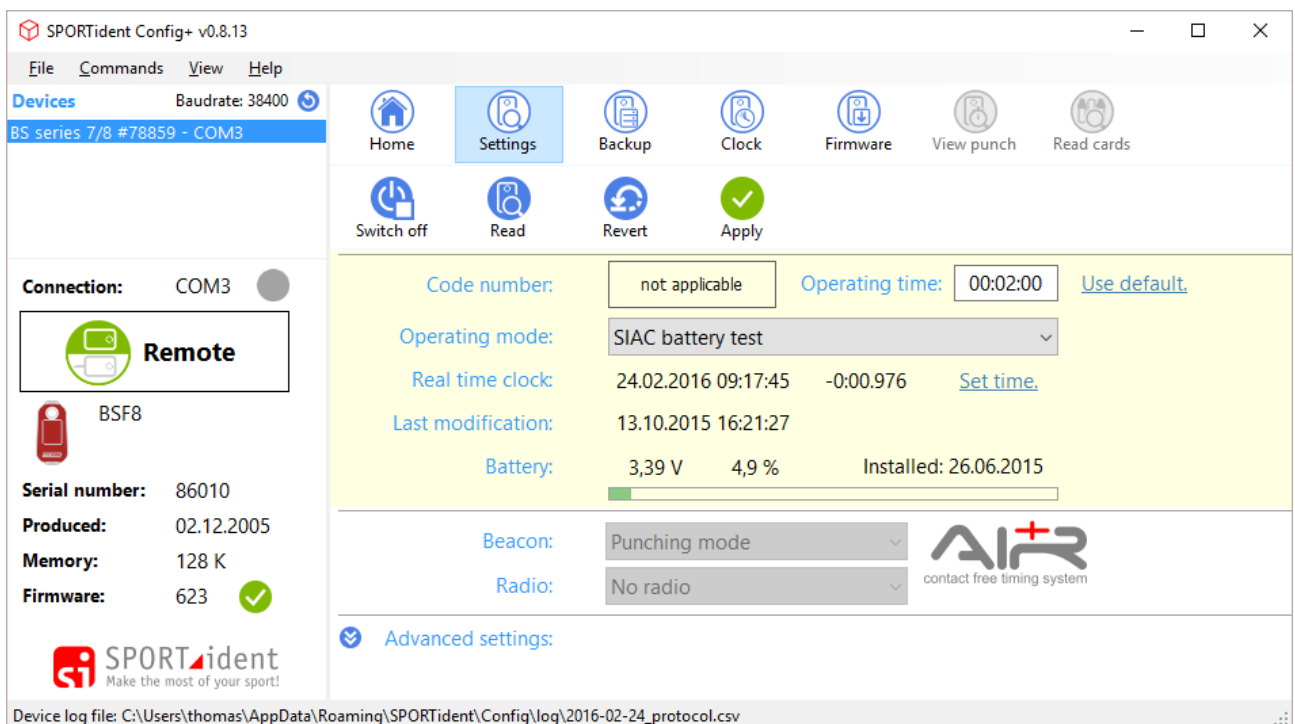 SPORTident Config+ v0.8.13
File Commands View Help
Devices Baudrate: 38400
BS series 7/8 #78859 - COM3
Home Settings Backup Clock Firmware View punch Read cards
Switch off Read Revert Apply
Connection: COM3
Remote
BSF8
Serial number: 86010
Produced: 02.12.2005
Memory: 128 K
Firmware: 623
SPORTident
Make the most of your sport!
Code number: not applicable Operating time: 00:02:00 Use default.
Operating mode: SIAC battery test
Real time clock: 24.02.2016 09:17:45 -0:00.976 Set time.
Last modification: 13.10.2015 16:21:27
Battery: 3,39 V 4,9 % Installed: 26.06.2015
Beacon: Punching mode
Radio: No radio
AIR+
contact free timing system
Advanced settings:
Device log file: C:\Users\thomas\AppData\Roaming\SPORTident\Config\log\2016-02-24_protocol.csv